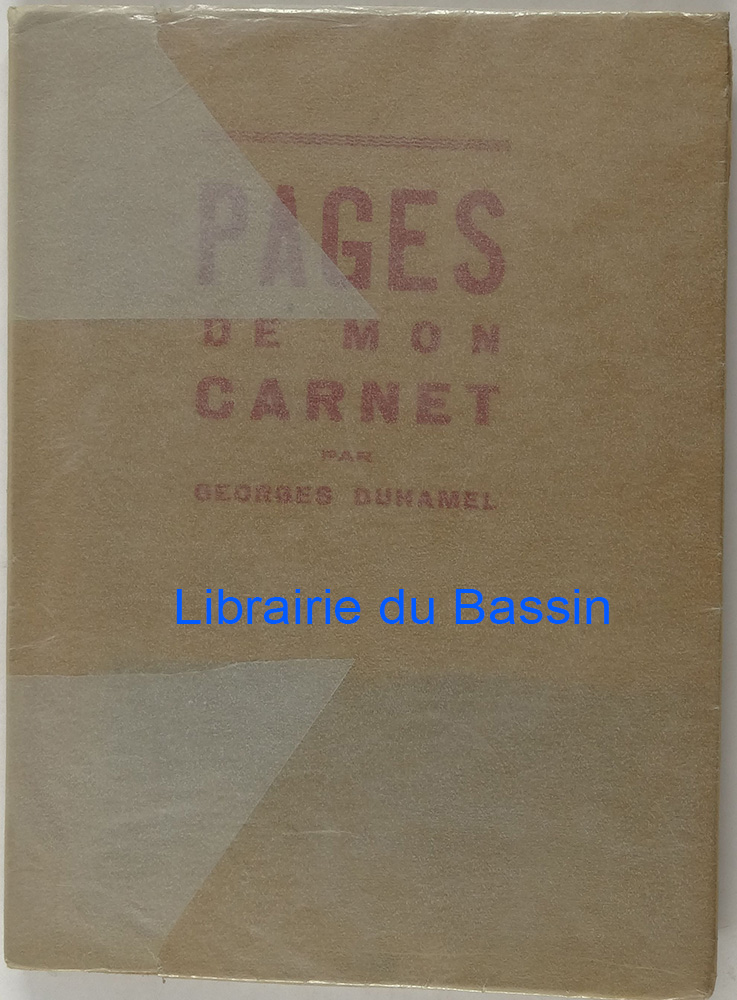 PAGES
DE MON
CARNET
PAR
GEORGES DUHAMEL
Librairie du Bassin